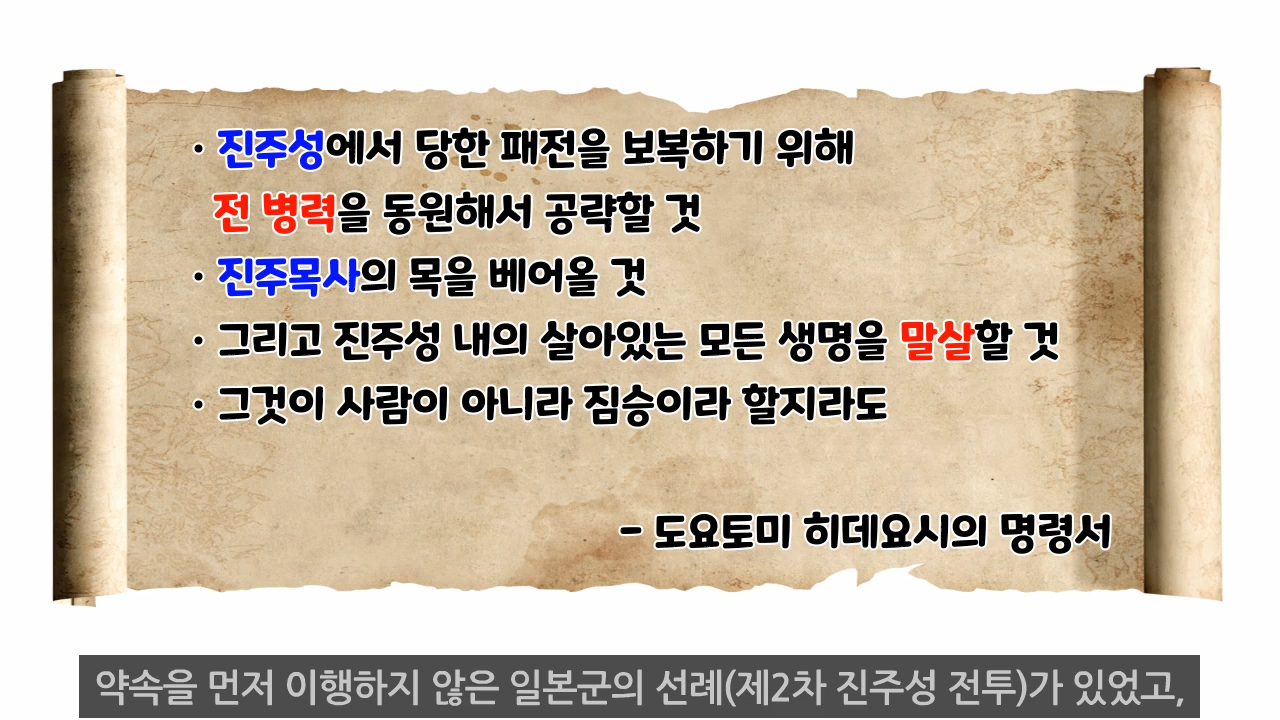 · 진주성에서 당한 패전을 보복하기 위해
전 병력을 동원해서 공략할 것
· 진주목사의 목을 베어올 것
· 그리고 진주성 내의 살아있는 모든 생명을 말살할 것
· 그것이 사람이 아니라 짐승이라 할지라도
- 도요토미 히데요시의 명령서
약속을 먼저 이행하지 않은 일본군의 선례(제2차 진주성 전투)가 있었고,